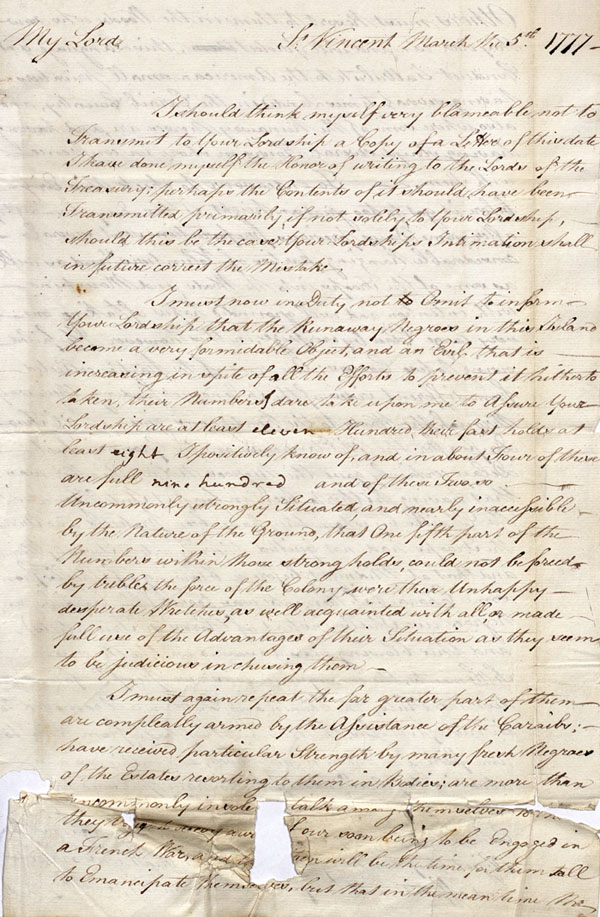 My Lord St Vincent March the 5th 1777 -
I should think myself very blameable not to
Transmit to Your Lordship a Copy of a Letter of this date
I have done myself the Honor of writing to the Lords of the
Treasury; perhaps the Contents of it should have been
Transmitted primarily, if not solely to Your Lordship,
should this be the case, Your Lordships Intimation shall
in future correct the Mistake.
I must now in Duty not to Omit to inform
Your Lordship that the Runaway Negroes in this Island
become a very formidable Object, and an Evil that is
increasing in spite of all the Efforts to prevent it hitherto
taken, their Numbers I dare take upon me to Assure Your
Lordship are at least eleven Hundred, their fast holds at
least eight I positively know of, and in about Four of these
are full nine hundred and of these Two so
Uncommonly strongly Situated and nearly inaccessible
by the Nature of the Ground, that One fifth part of the
Numbers within those strong holds, could not be forced
by treble the force of the Colony were these Unhappy
desperate Wretches, as well acquainted with all, or made
full use of the Advantages of their Situation as they seem
to be judicious in chusing them -
I must again repeat the far greater part of them
are compleatly armed by the Assistance of the Caraibs; -
have received particular Strength by many fresh Negroes
of the Estates resorting to them in Bodies; are more than
uncommonly talk among themselves
they of our soon being to be Engaged in
a French War, and will be the time for them all
to Emancipate themselves, but that in the mean time